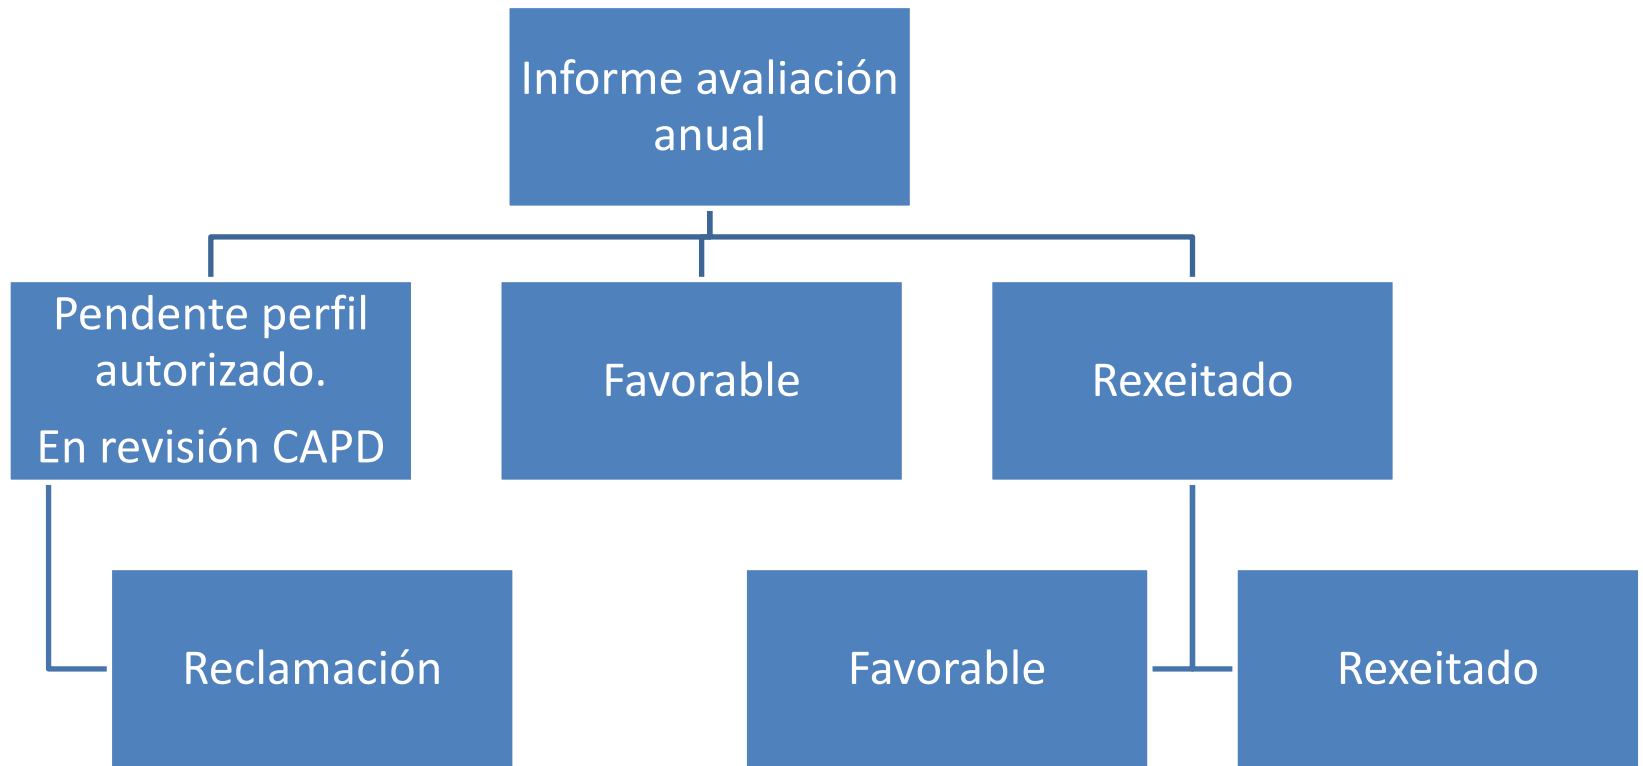 Informe avaliación
anual
Pendente perfil
autorizado.
En revisión CAPD
Favorable
Rexeitado
Reclamación
Favorable
Rexeitado